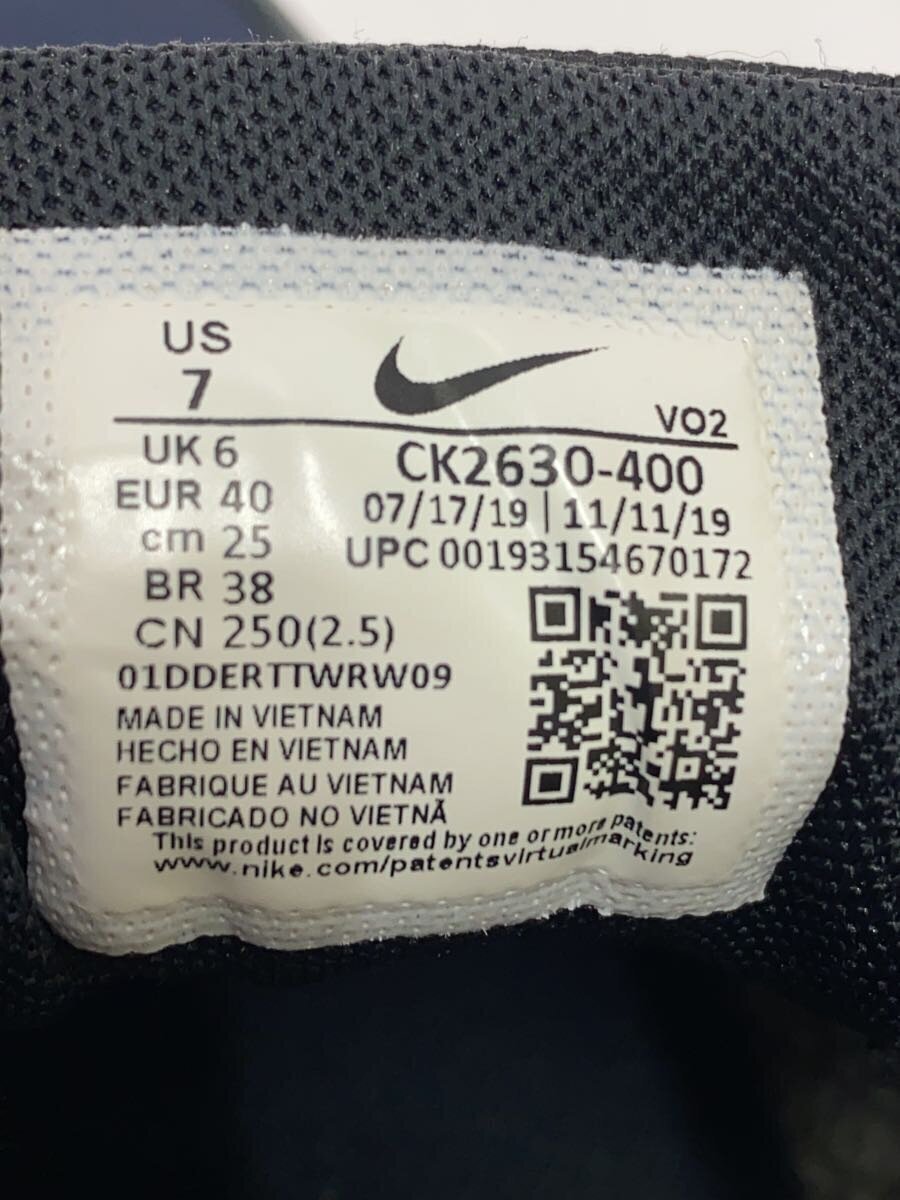 US
7
VO2
UK 6
EUR 40
cm 25
BR 38
CN 250(2.5)
CK2630-400
07/17/19 | 11/11/19
UPC 00193154670172
01DDERTTWRW09
MADE IN VIETNAM
HECHO EN VIETNAM
FABRIQUE AU VIETNAM
FABRICADO NO VIETNÃ
This product is covered by one or more patents:
www.nike.com/patentsvirtualmarking